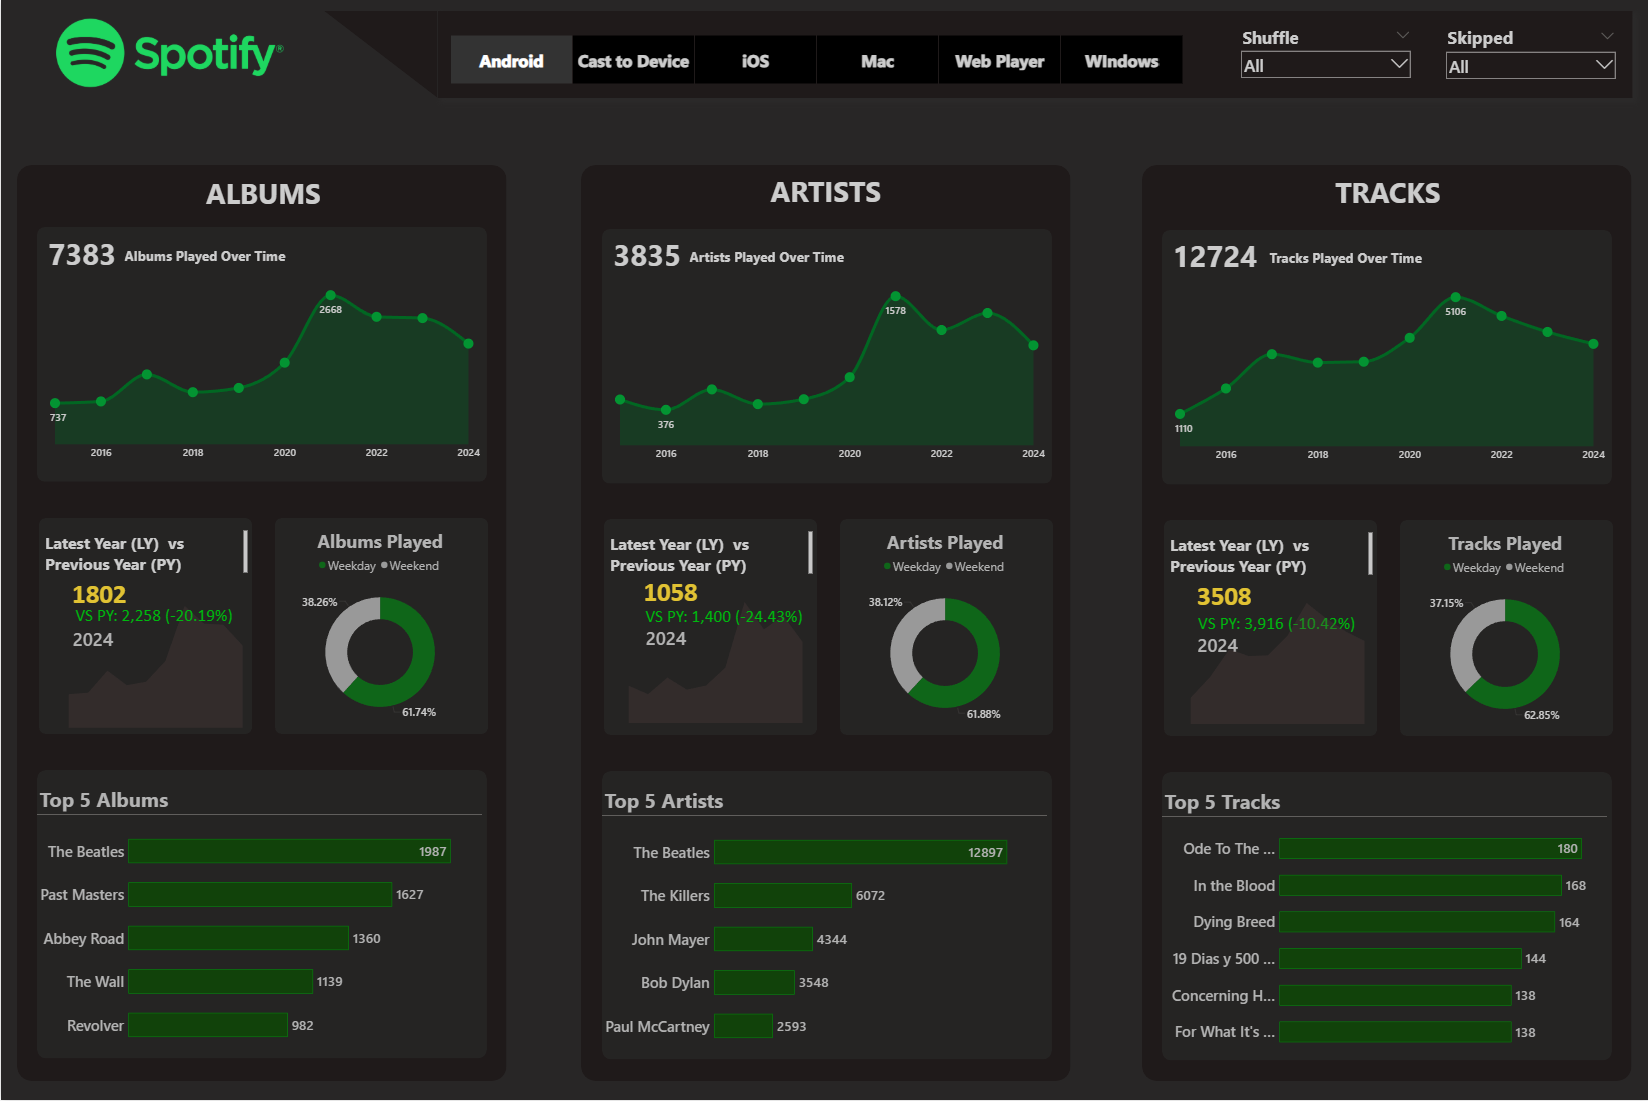 Spotify®
Android
Cast to Device
iOS
Mac
Web Player
WIndows
Shuffle
All
Skipped
All
ALBUMS
7383 Albums Played Over Time
2668
737
2016 2018 2020 2022 2024
Latest Year (LY) vs
Previous Year (PY)
1802
VS PY: 2,258 (-20.19%)
2024
Albums Played
Weekday Weekend
38.26%
61.74%
Top 5 Albums
The Beatles 1987
Past Masters 1627
Abbey Road 1360
The Wall 1139
Revolver 982
ARTISTS
3835 Artists Played Over Time
1578
376
2016 2018 2020 2022 2024
Latest Year (LY) vs
Previous Year (PY)
1058
VS PY: 1,400 (-24.43%)
2024
Artists Played
Weekday Weekend
38.12%
61.88%
Top 5 Artists
The Beatles 12897
The Killers 6072
John Mayer 4344
Bob Dylan 3548
Paul McCartney 2593
TRACKS
12724 Tracks Played Over Time
5106
1110
2016 2018 2020 2022 2024
Latest Year (LY) vs
Previous Year (PY)
3508
VS PY: 3,916 (-10.42%)
2024
Tracks Played
Weekday Weekend
37.15%
62.85%
Top 5 Tracks
Ode To The ... 180
In the Blood 168
Dying Breed 164
19 Dias y 500 ... 144
Concerning H... 138
For What It's ... 138